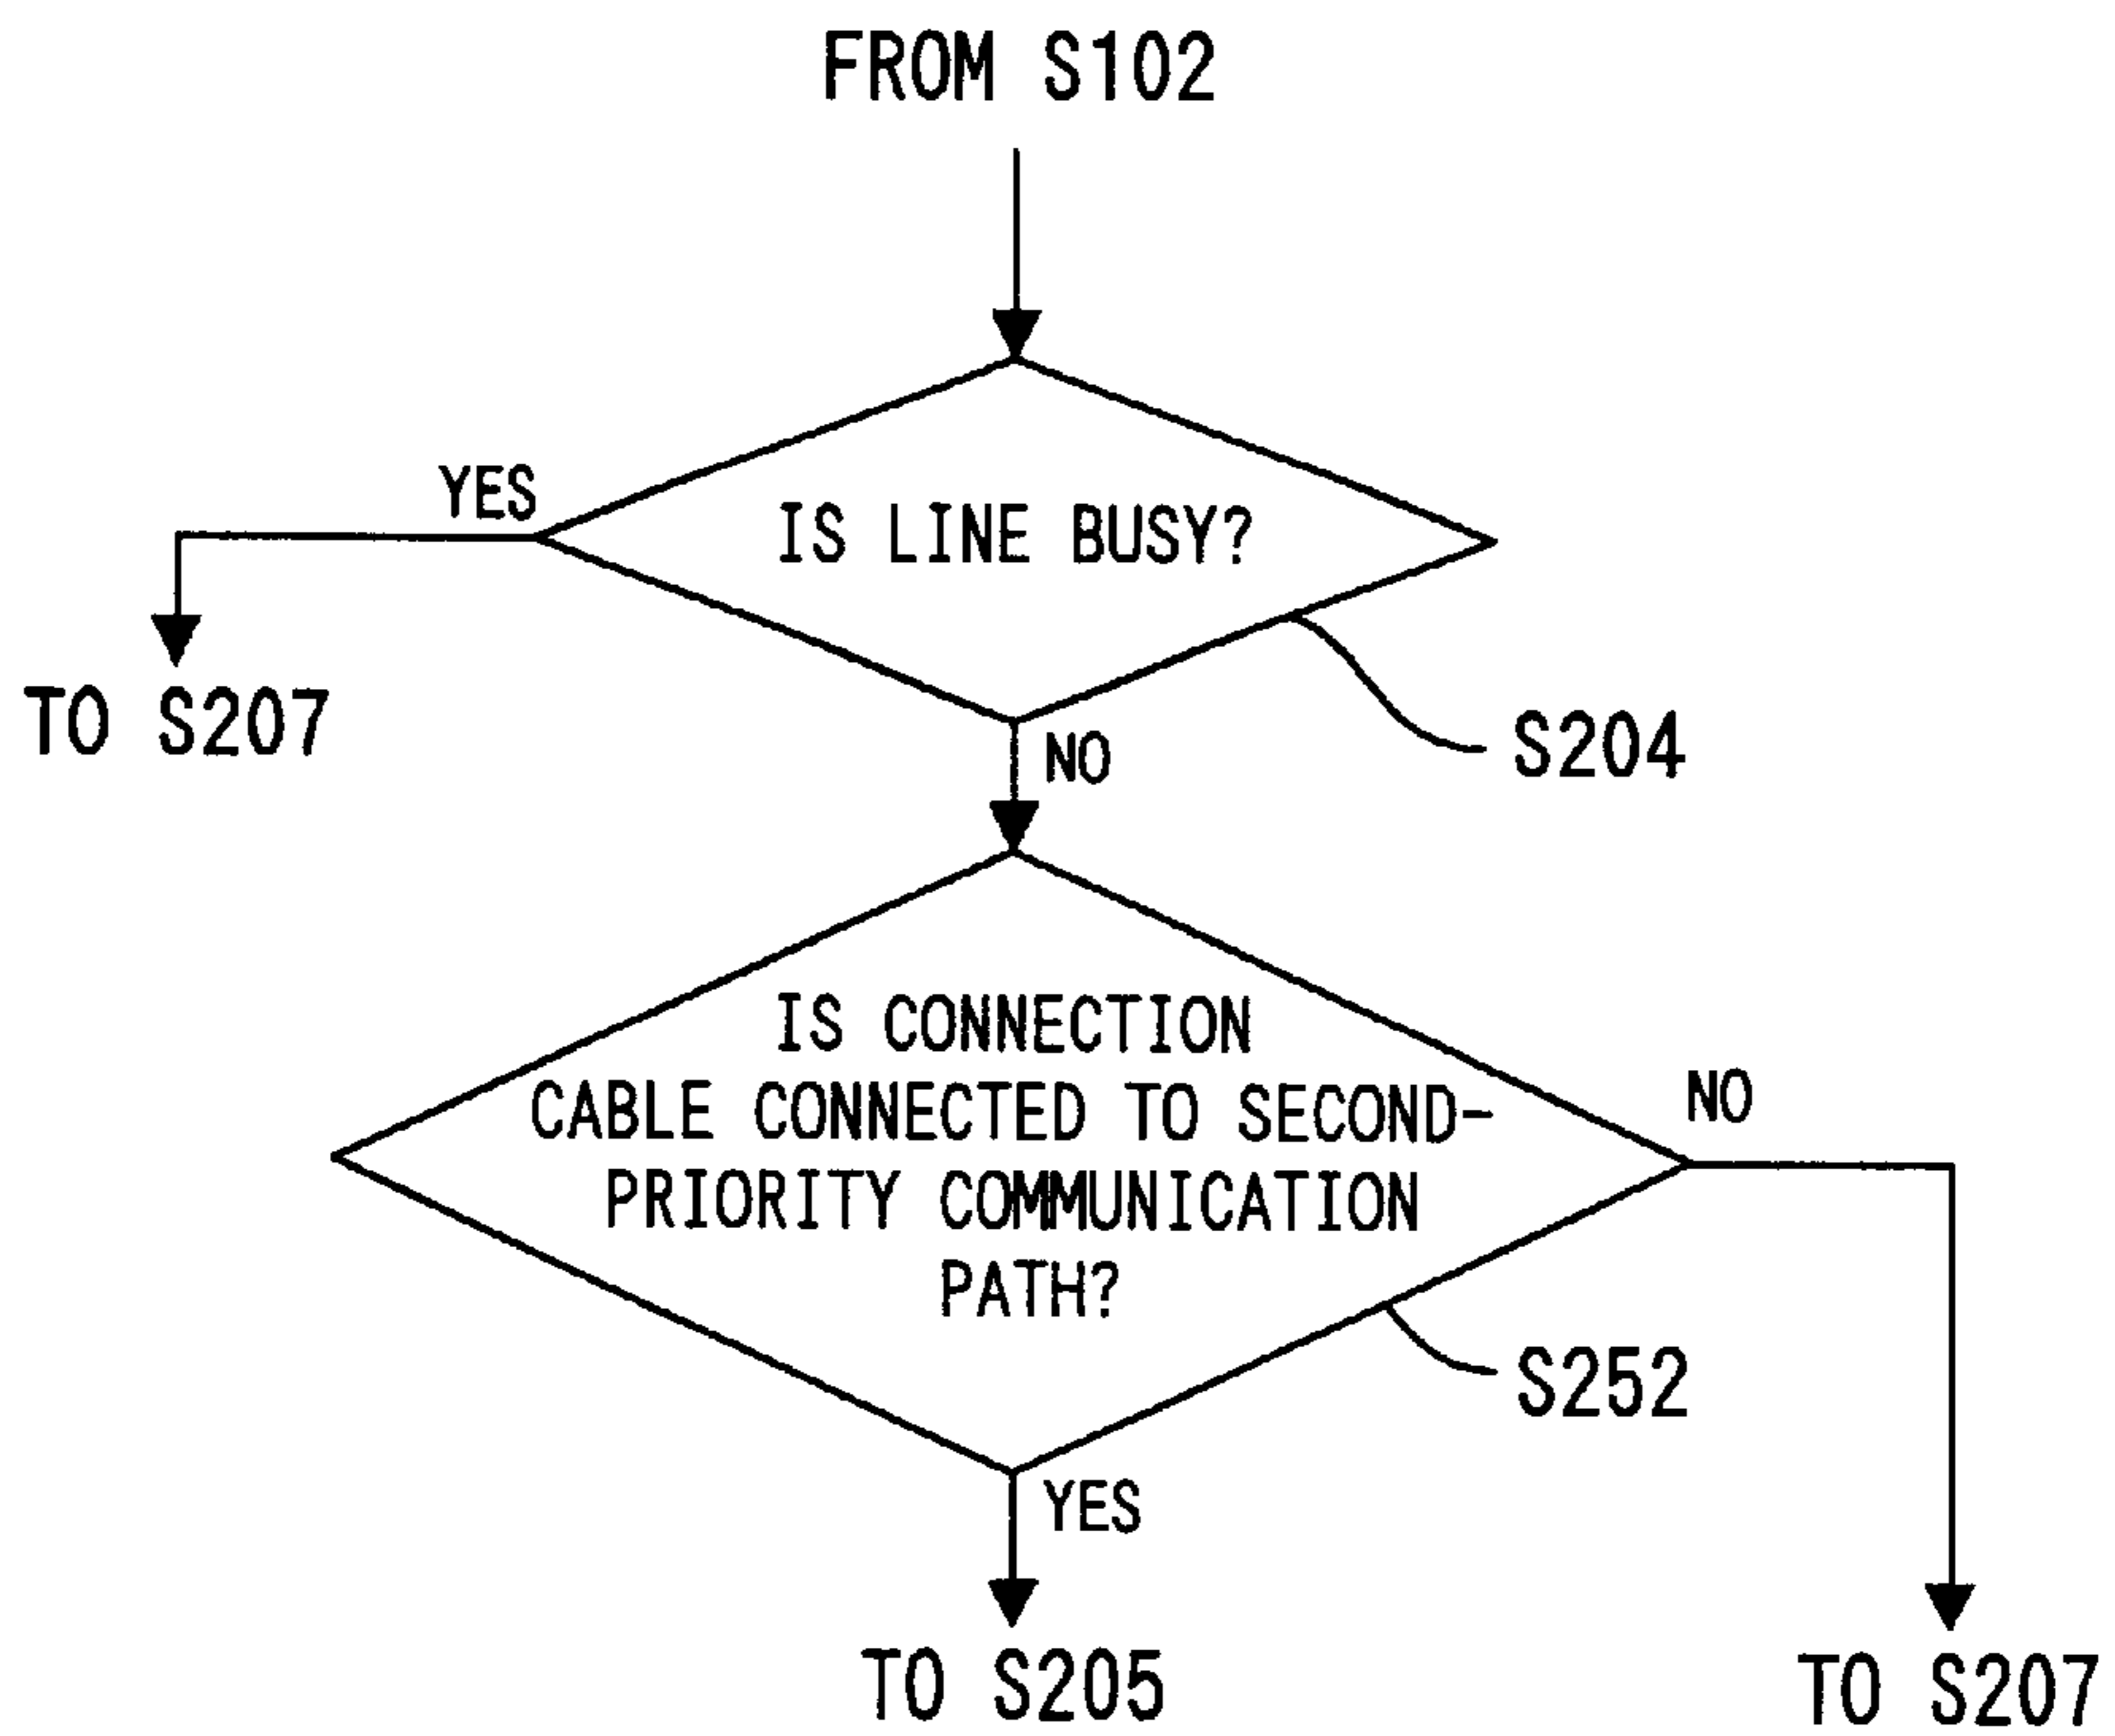 FROM S102
YES
IS LINE BUSY?
TO S207
S204
NO
IS CONNECTION
CABLE CONNECTED TO SECOND-
PRIORITY COMMUNICATION
PATH?
NO
S252
YES
TO S205
TO S207